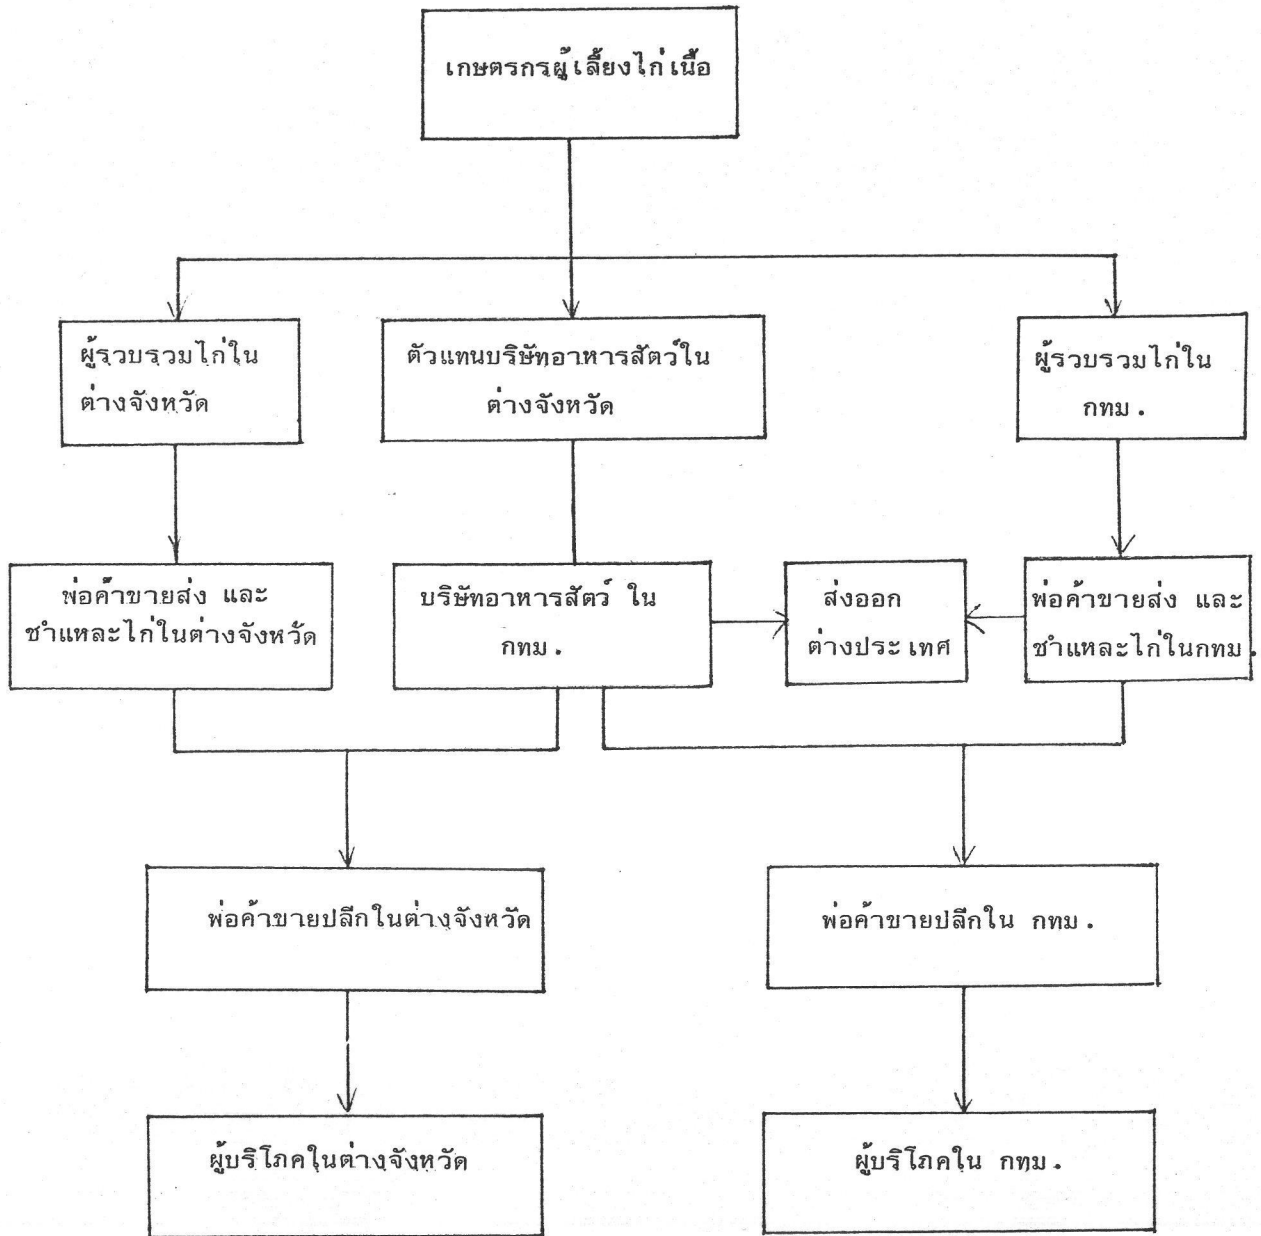 เกษตรกรผู้เลี้ยงไก่เนื้อ
ผู้รวบรวมไก่ใน
ต่างจังหวัด
ตัวแทนบริษัทอาหารสัตว์ใน
ต่างจังหวัด
ผู้รวบรวมไก่ใน
กทม.
พ่อค้าขายส่ง และ
ชำแหละไก่ในต่างจังหวัด
บริษัทอาหารสัตว์ ใน
กทม.
ส่งออก
ต่างประเทศ
พ่อค้าขายส่ง และ
ชำแหละไก่ในกทม.
พ่อค้าขายปลีกในต่างจังหวัด
พ่อค้าขายปลีกใน กทม.
ผู้บริโภคในต่างจังหวัด
ผู้บริโภคใน กทม.